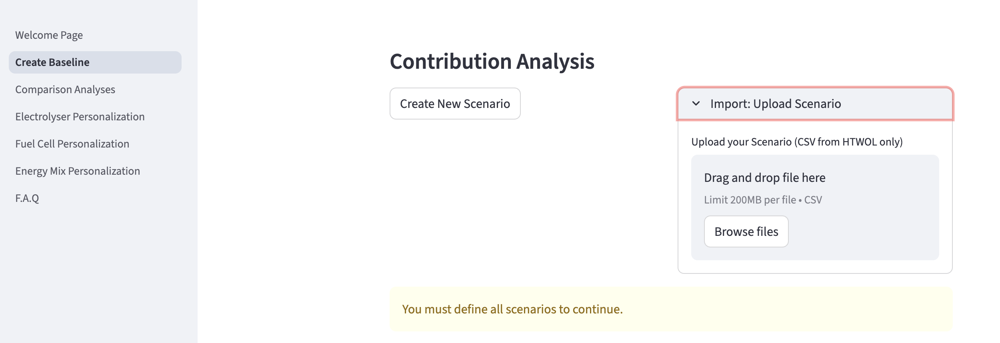 Welcome Page
Create Baseline
Comparison Analyses
Electrolyser Personalization
Fuel Cell Personalization
Energy Mix Personalization
F.A.Q
Contribution Analysis
Create New Scenario
Import: Upload Scenario
Upload your Scenario (CSV from HTWOL only)
Drag and drop file here
Limit 200MB per file • CSV
Browse files
You must define all scenarios to continue.